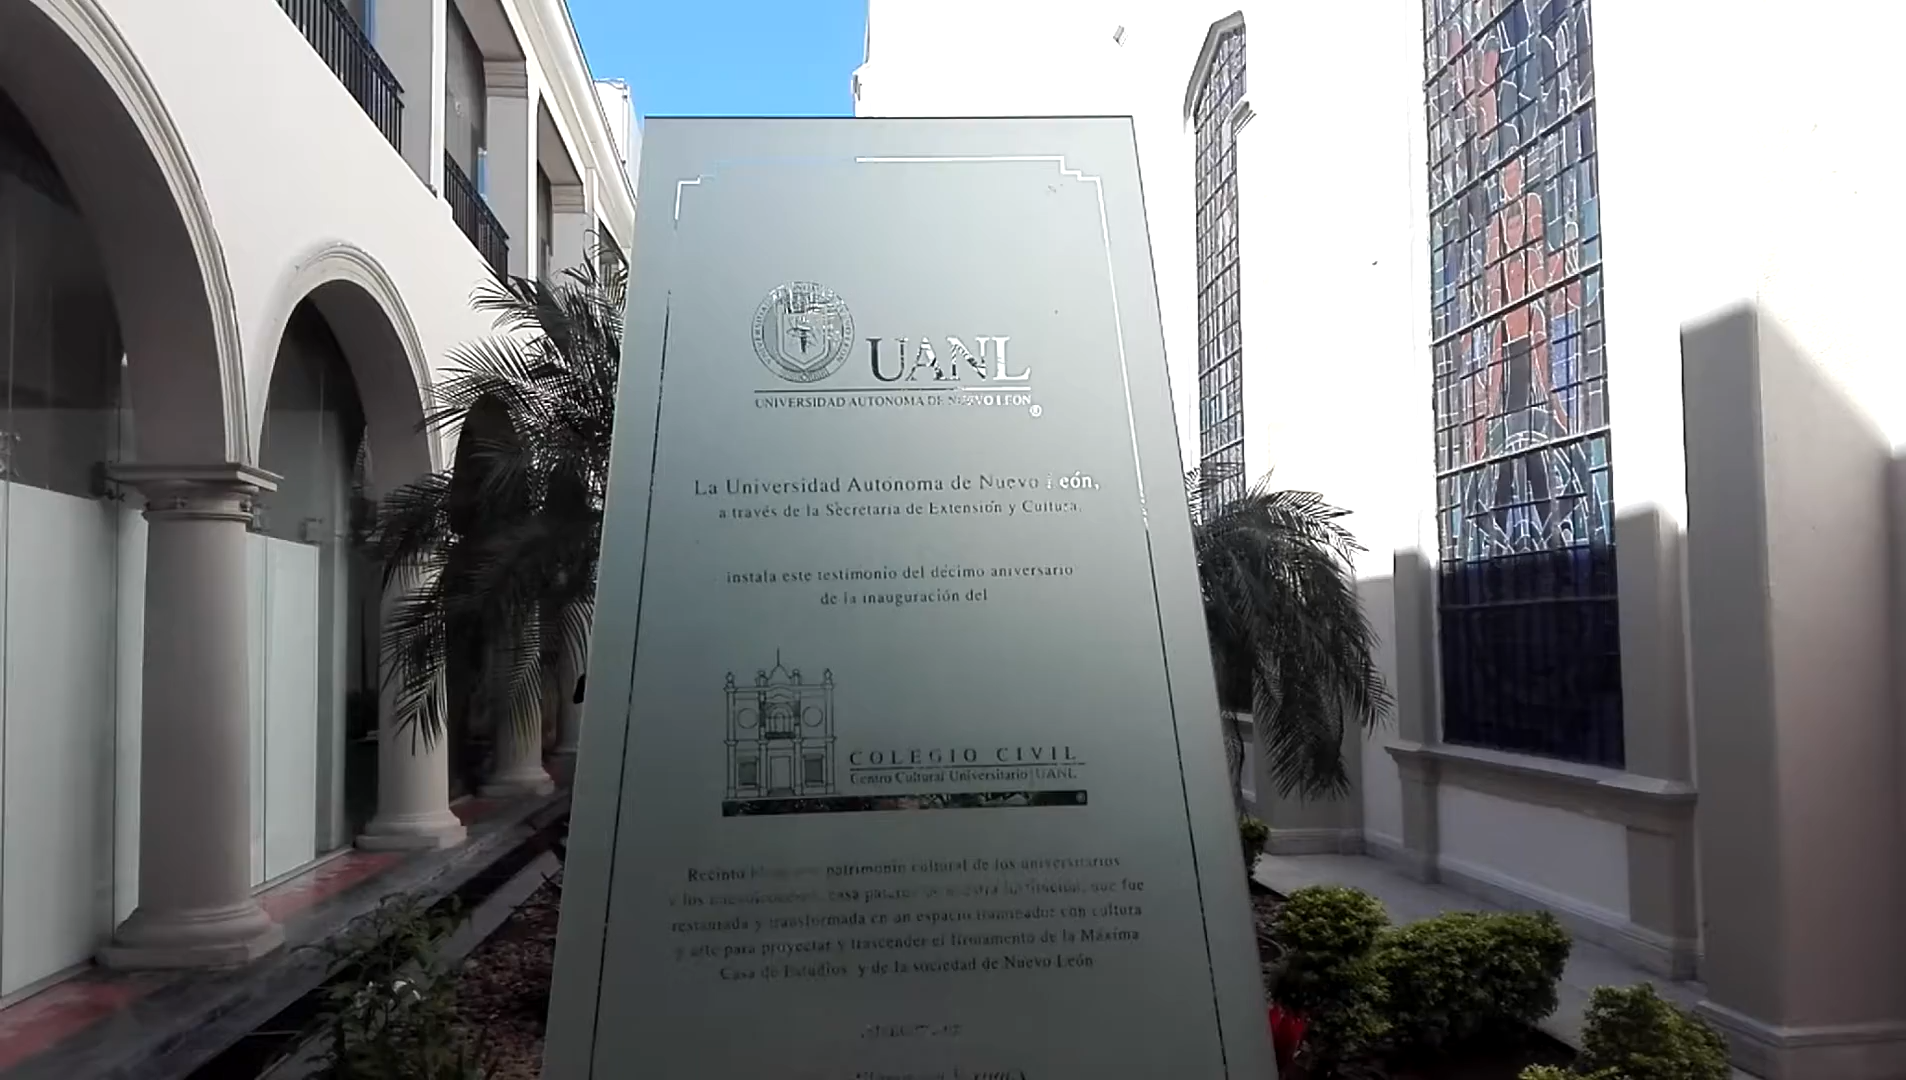 UANL
UNIVERSIDAD AUTONOMA DE NUEVO LEON
La Universidad Autónoma de Nuevo León,
a través de la Secretaría de Extensión y Cultura,
instala este testimonio del décimo aniversario
de la inauguración del
COLEGIO CIVIL
Centro Cultural Universitario | UANL
Recinto patrimonio cultural de los universitarios
y los casa paterna de nuestra Institución, que fue
restaurada y transformada en un espacio con cultura
y arte para proyectar y trascender el firmamento de la Máxima
Casa de Estudios y de la sociedad de Nuevo León